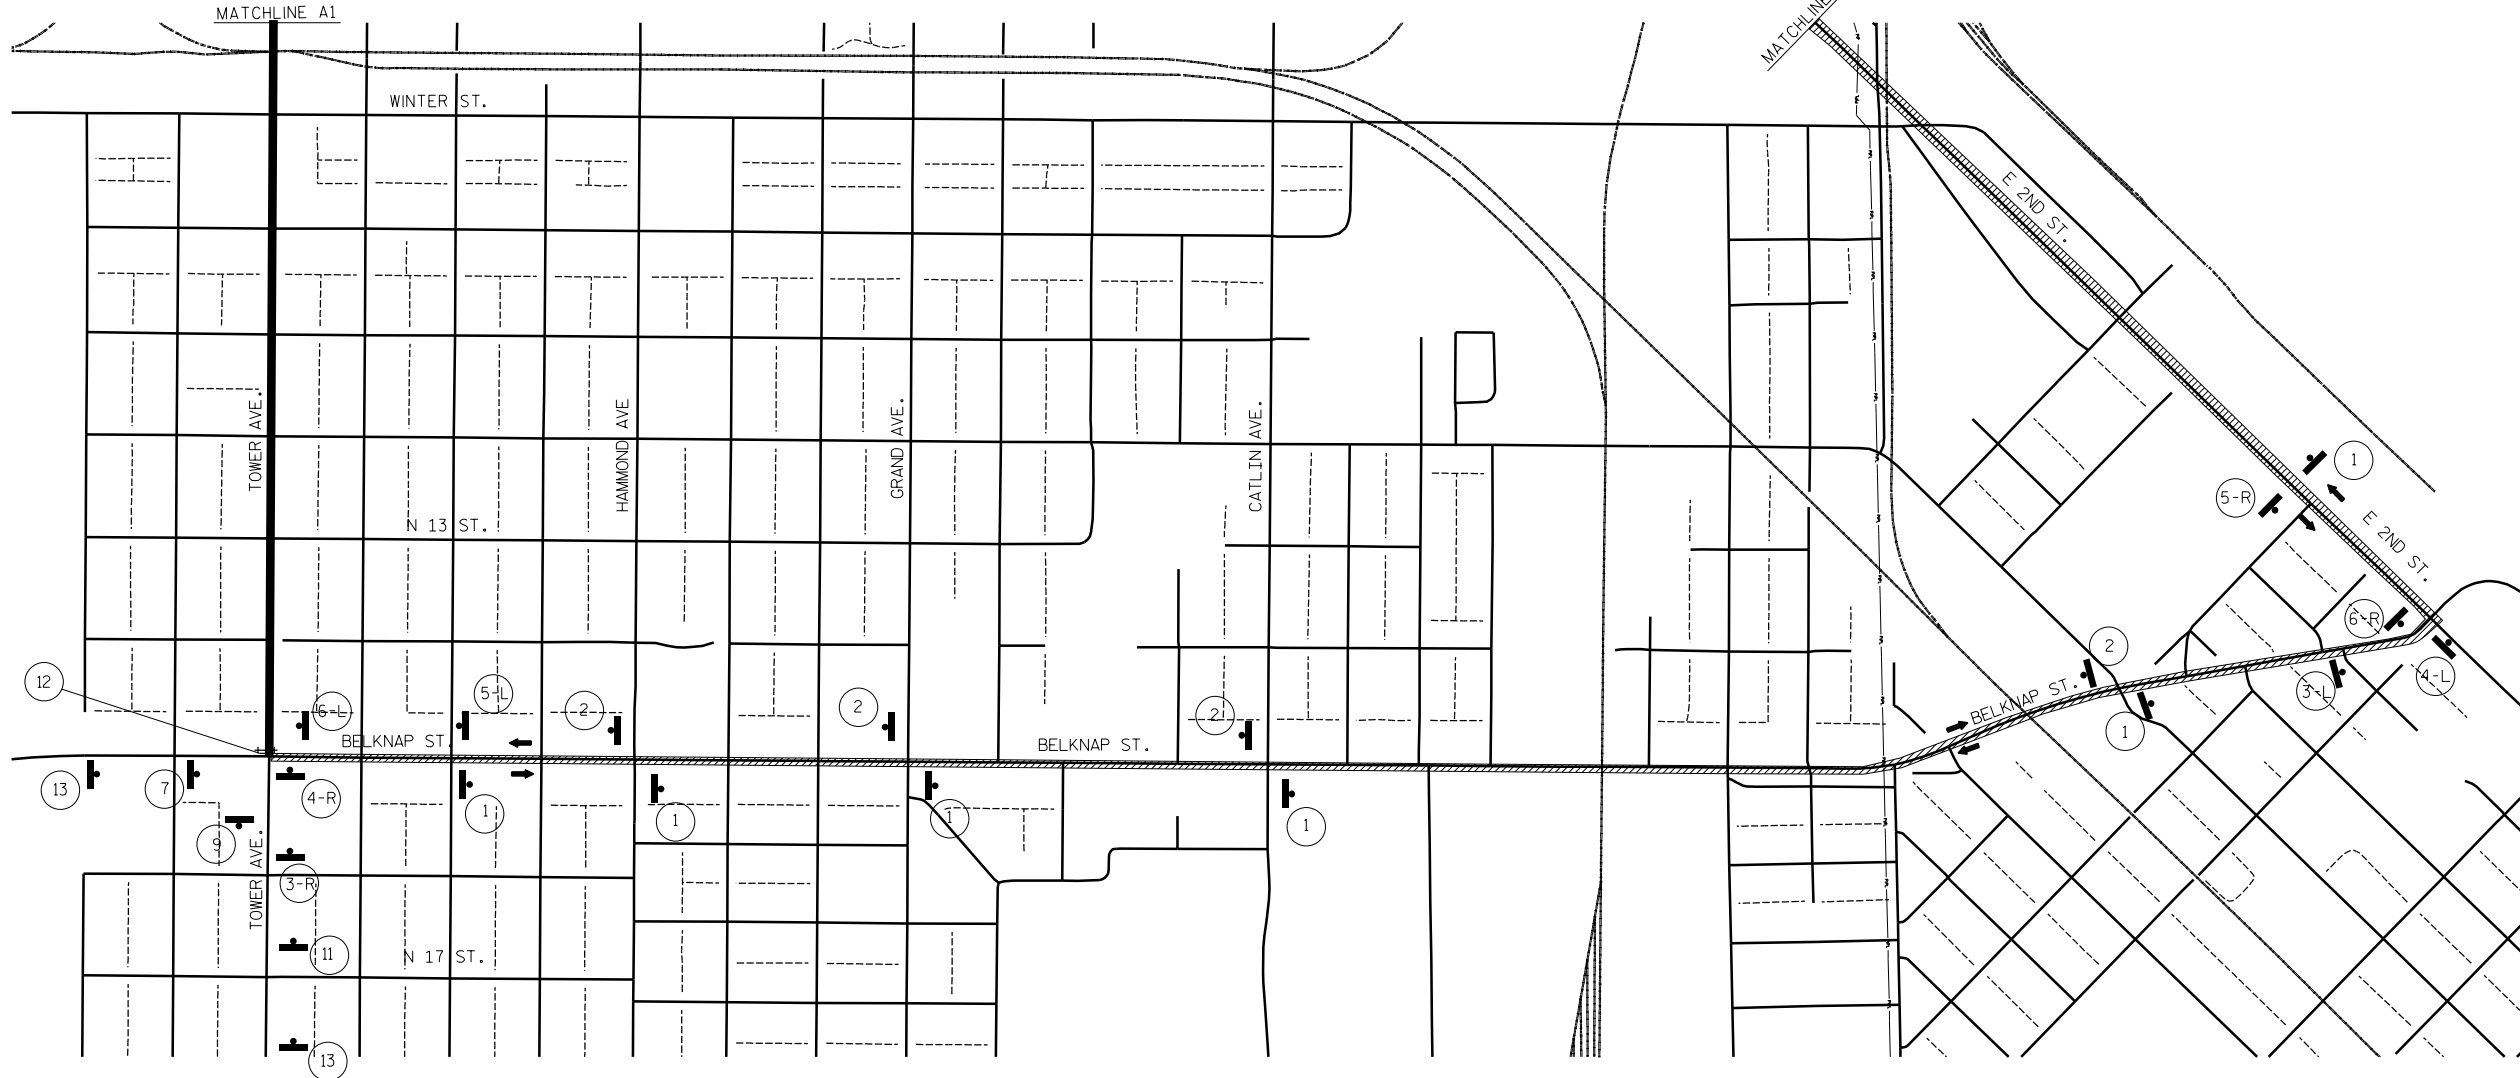 MATCHLINE A1
MATCHLINE
WINTER ST.
E 2ND ST.
TOWER AVE.
HAMMOND AVE
GRAND AVE.
CATLIN AVE.
N 13 ST.
1
5-R
E 2ND ST.
6-R
2
4-L
3-L
12
6-L
5-L
2
2
2
BELKNAP ST.
BELKNAP ST.
BELKNAP ST.
1
13
7
4-R
1
1
1
1
9
TOWER AVE.
3-R
11
N 17 ST.
13